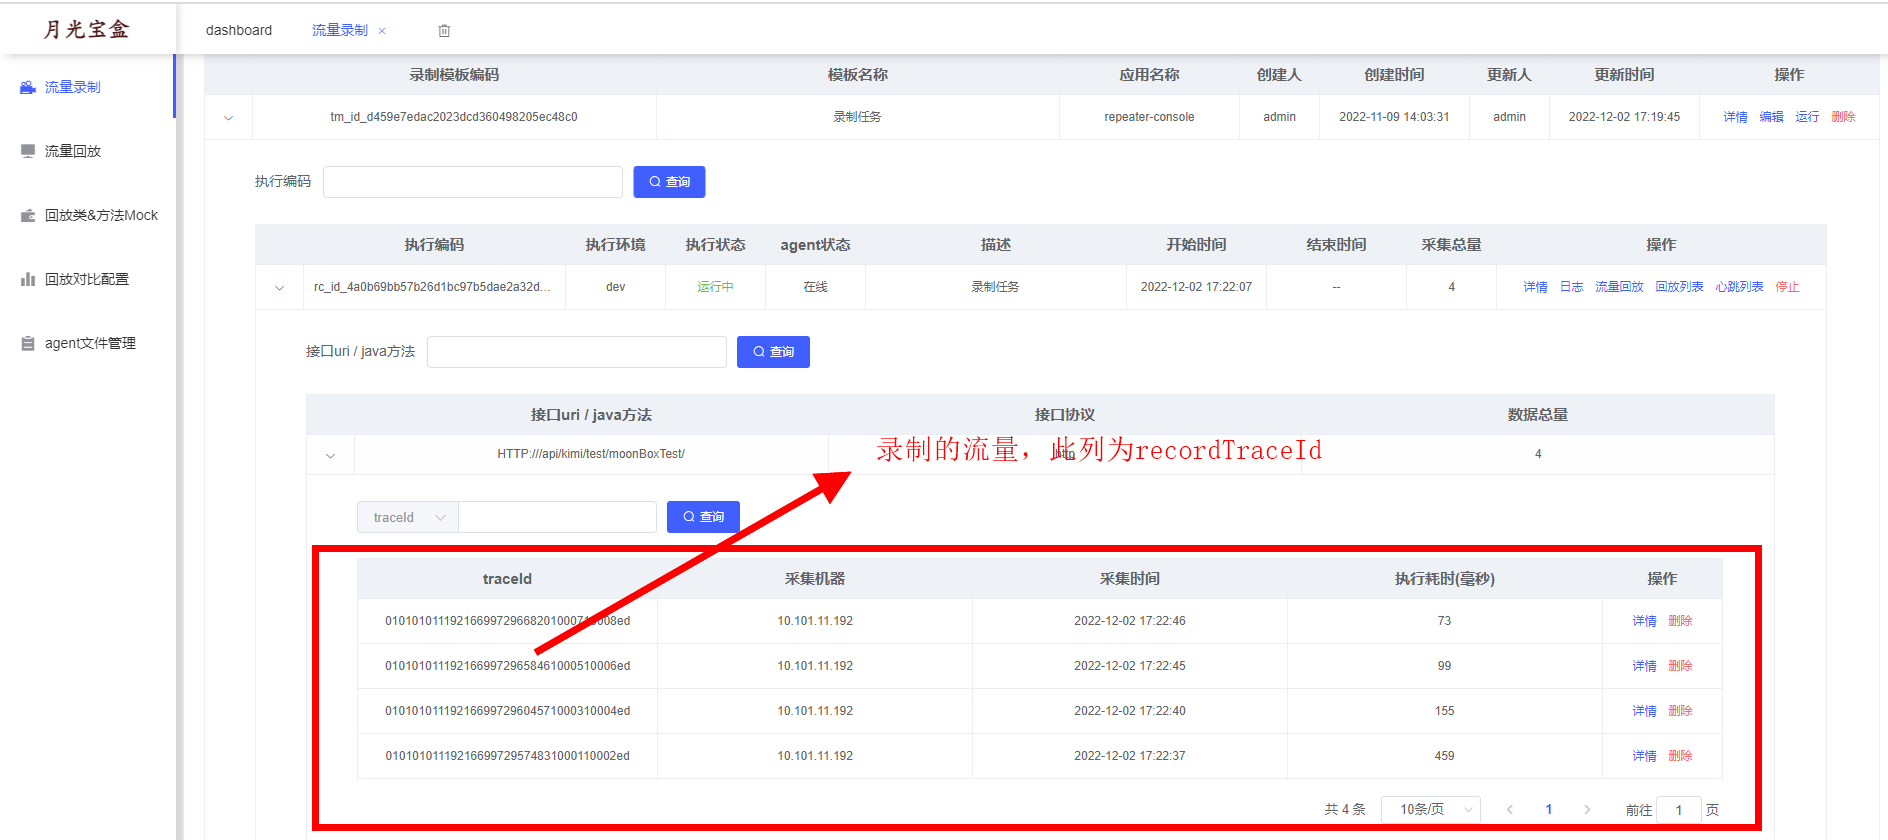 月光宝盒
dashboard 流量录制 ×
流量录制
流量回放
回放类&方法Mock
回放对比配置
agent文件管理
录制模板编码 模板名称 应用名称 创建人 创建时间 更新人 更新时间 操作
tm_id_d459e7edac2023dcd360498205ec48c0 录制任务 repeater-console admin 2022-11-09 14:03:31 admin 2022-12-02 17:19:45 详情 编辑 运行 删除
执行编码 查询
执行编码 执行环境 执行状态 agent状态 描述 开始时间 结束时间 采集总量 操作
rc_id_4a0b69bb57b26d1bc97b5dae2a32d... dev 运行中 在线 录制任务 2022-12-02 17:22:07 -- 4 详情 日志 流量回放 回放列表 心跳列表 停止
接口uri / java方法 查询
接口uri / java方法 接口协议 数据总量
录制的流量，此列为recordTraceId
HTTP:///api/kimi/test/moonBoxTest/ http 4
traceId 查询
traceId 采集机器 采集时间 执行耗时(毫秒) 操作
10.101.11.192 2022-12-02 17:22:46 73 详情 删除
01010101119216699729658461000510006ed 10.101.11.192 2022-12-02 17:22:45 99 详情 删除
01010101119216699729604571000310004ed 10.101.11.192 2022-12-02 17:22:40 155 详情 删除
01010101119216699729574831000110002ed 10.101.11.192 2022-12-02 17:22:37 459 详情 删除
共 4 条 10条/页 1 前往 1 页